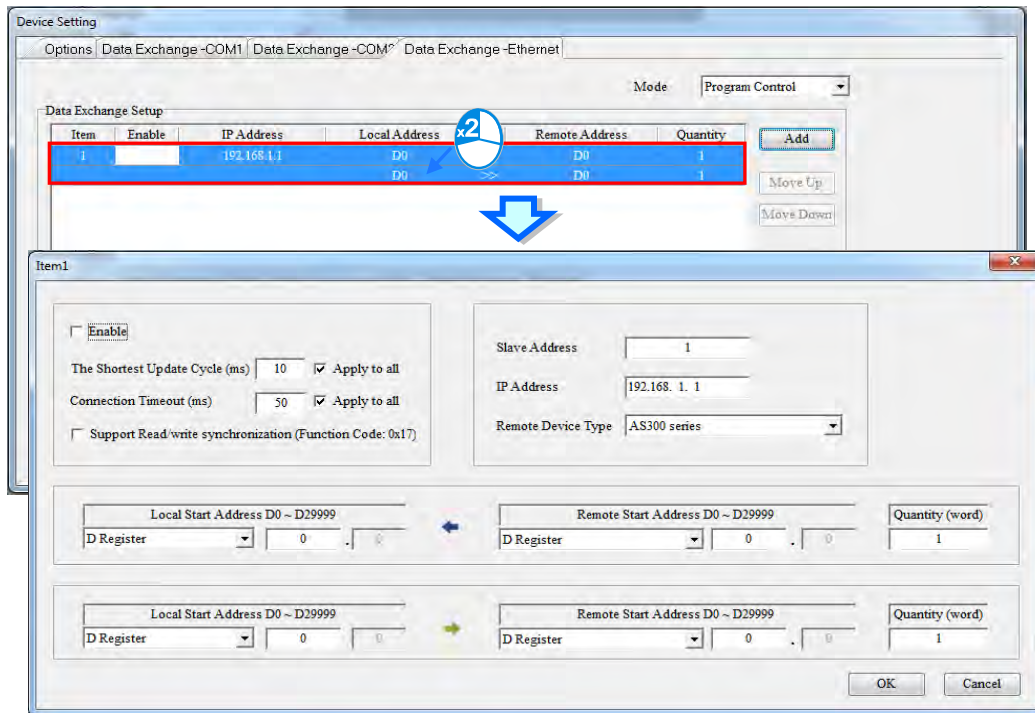 Device Setting
Options Data Exchange -COM1 Data Exchange -COM2 Data Exchange -Ethernet
Mode Program Control
Data Exchange Setup
Item Enable IP Address Local Address Remote Address Quantity
Add
x2
1 192.168.1.1 D0 D0 1
D0 >> D0 1
Move Up
Move Down
Item1
Enable
The Shortest Update Cycle (ms) 10 Apply to all
Connection Timeout (ms) 50 Apply to all
Support Read/write synchronization (Function Code: 0x17)
Slave Address 1
IP Address 192.168. 1. 1
Remote Device Type AS300 series
Local Start Address D0 ~ D29999 Remote Start Address D0 ~ D29999 Quantity (word)
D Register 0 . 0 D Register 0 . 0 1
Local Start Address D0 ~ D29999 Remote Start Address D0 ~ D29999 Quantity (word)
D Register 0 0 D Register 0 . 0 1
OK Cancel